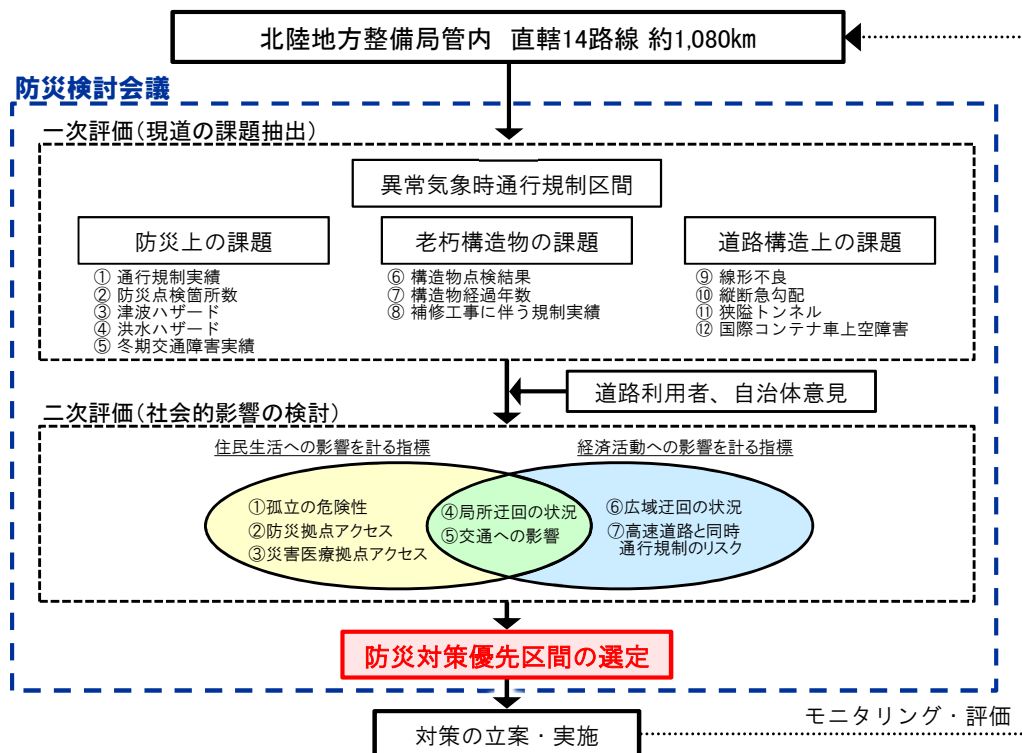 北陸地方整備局管内 直轄14路線 約1,080km
防災検討会議
一次評価(現道の課題抽出)
異常気象時通行規制区間
防災上の課題
① 通行規制実績
② 防災点検箇所数
③ 津波ハザード
④ 洪水ハザード
⑤ 冬期交通障害実績
老朽構造物の課題
⑥ 構造物点検結果
⑦ 構造物経過年数
⑧ 補修工事に伴う規制実績
道路構造上の課題
⑨ 線形不良
⑩ 縦断急勾配
⑪ 狭隘トンネル
⑫ 国際コンテナ車上空障害
道路利用者、自治体意見
二次評価(社会的影響の検討)
住民生活への影響を計る指標
経済活動への影響を計る指標
①孤立の危険性
②防災拠点アクセス
③災害医療拠点アクセス
④局所迂回の状況
⑤交通への影響
⑥広域迂回の状況
⑦高速道路と同時
通行規制のリスク
防災対策優先区間の選定
対策の立案・実施
モニタリング・評価